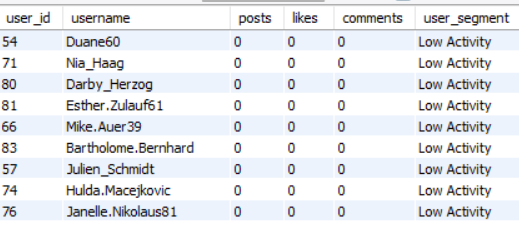 user_id username posts likes comments user_segment
54 Duane60 0 0 0 Low Activity
71 Nia_Haag 0 0 0 Low Activity
80 Darby_Herzog 0 0 0 Low Activity
81 Esther.Zulauf61 0 0 0 Low Activity
66 Mike.Auer39 0 0 0 Low Activity
83 Bartholome.Bernhard 0 0 0 Low Activity
57 Julien_Schmidt 0 0 0 Low Activity
74 Hulda.Macejkovic 0 0 0 Low Activity
76 Janelle.Nikolaus81 0 0 0 Low Activity